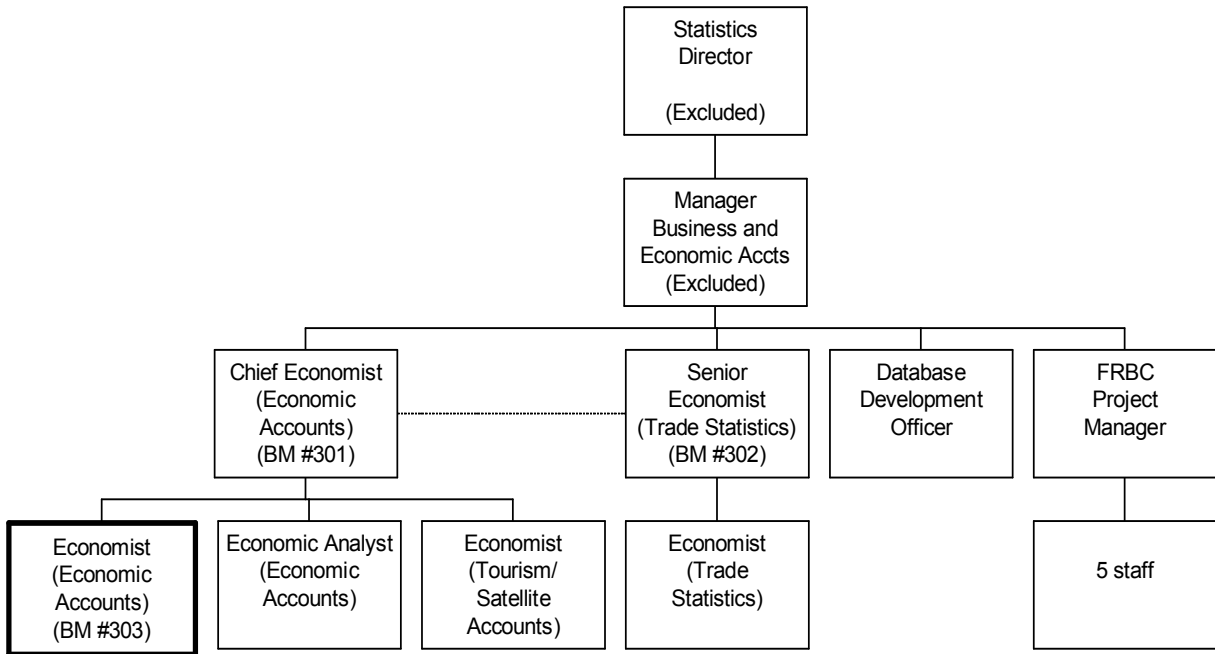 Statistics
Director
(Excluded)
Manager
Business and
Economic Accts
(Excluded)
Chief Economist
(Economic
Accounts)
(BM #301)
Senior
Economist
(Trade Statistics)
(BM #302)
Database
Development
Officer
FRBC
Project
Manager
Economist
(Economic
Accounts)
(BM #303)
Economic Analyst
(Economic
Accounts)
Economist
(Tourism/
Satellite
Accounts)
Economist
(Trade
Statistics)
5 staff